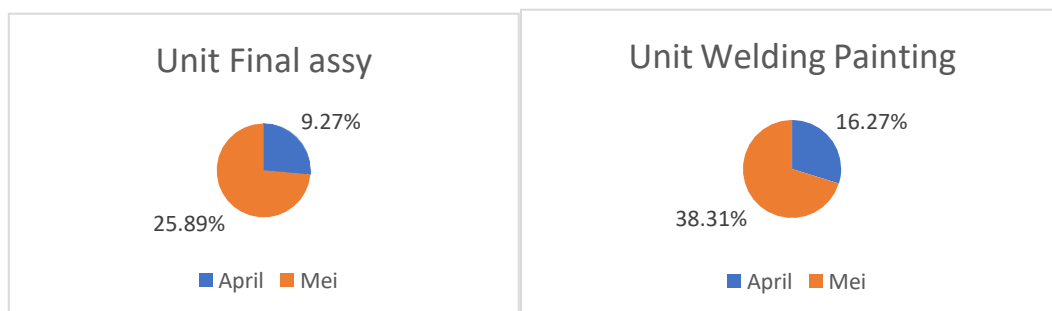 Unit Final assy
9.27%
25.89%
April Mei
Unit Welding Painting
16.27%
38.31%
April Mei